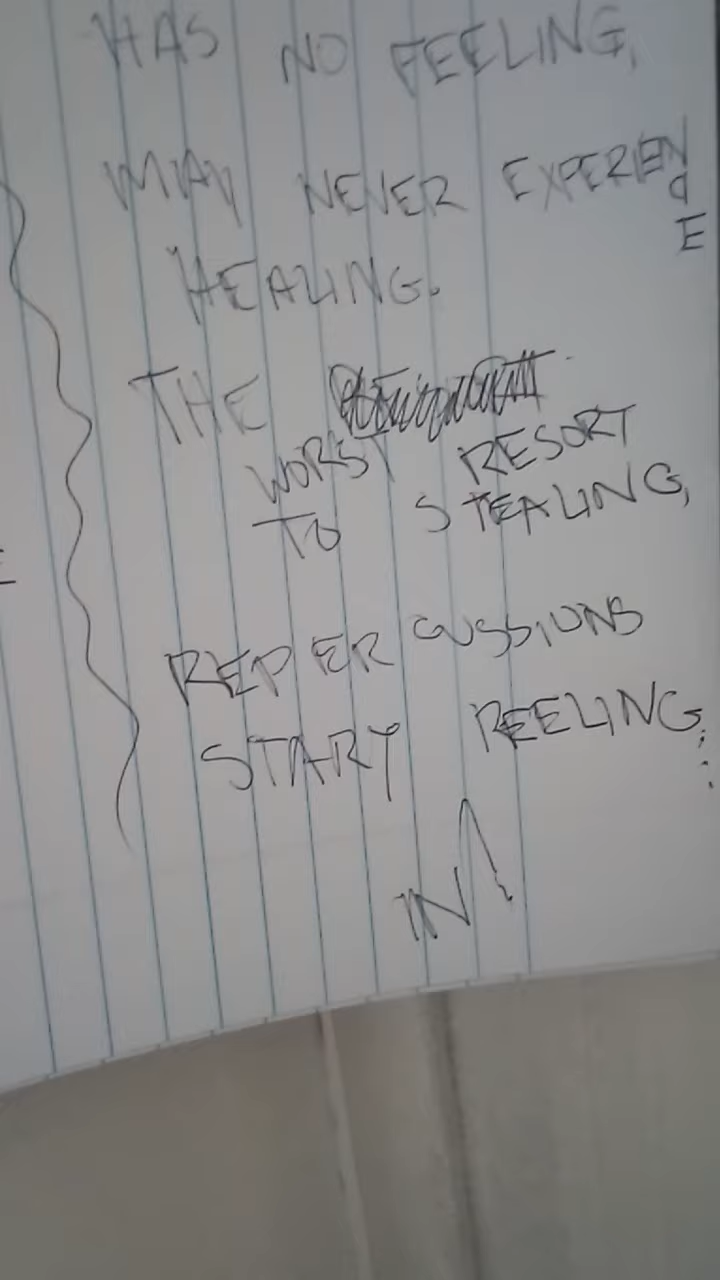 HAS NO FEELING,
MAY NEVER EXPERIENCE
HEALING.
THE
WORST RESORT
TO STEALING,
REPERCUSSIONS
START REELING
IN